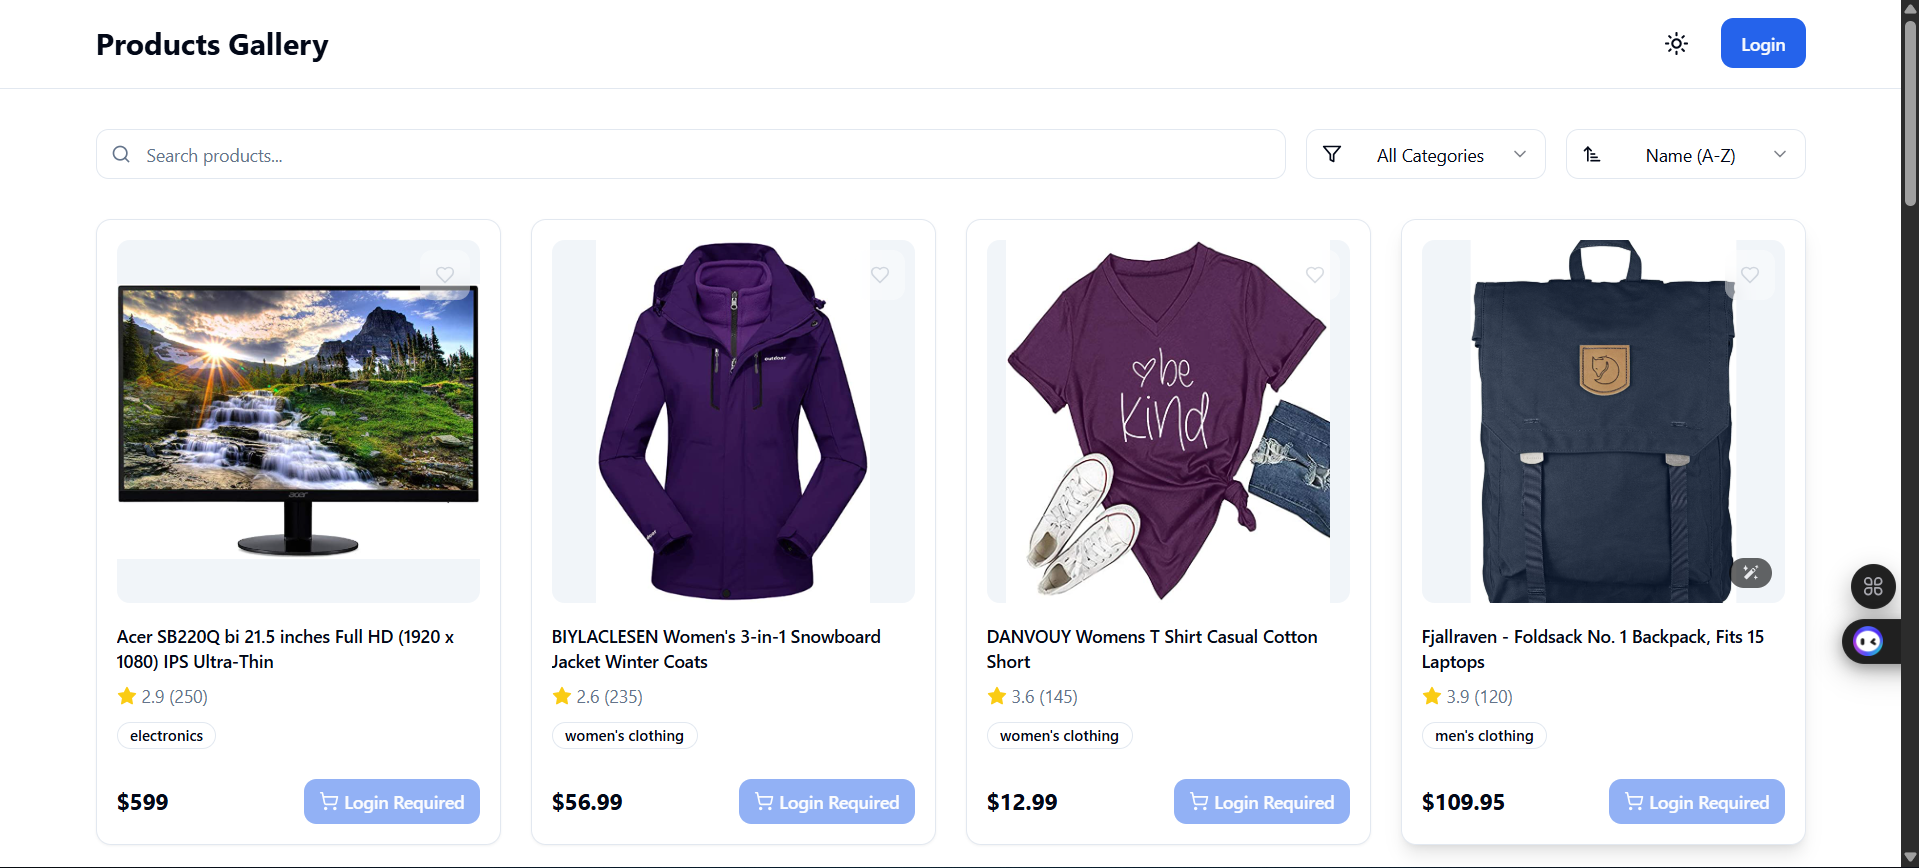 Products Gallery
Login
Search products...
All Categories
Name (A-Z)
acer
outdoor
be
kind
Acer SB220Q bi 21.5 inches Full HD (1920 x
1080) IPS Ultra-Thin
2.9 (250)
electronics
$599
Login Required
BIYLACLESEN Women's 3-in-1 Snowboard
Jacket Winter Coats
2.6 (235)
women's clothing
$56.99
Login Required
DANVOUY Womens T Shirt Casual Cotton
Short
3.6 (145)
women's clothing
$12.99
Login Required
Fjallraven - Foldsack No. 1 Backpack, Fits 15
Laptops
3.9 (120)
men's clothing
$109.95
Login Required